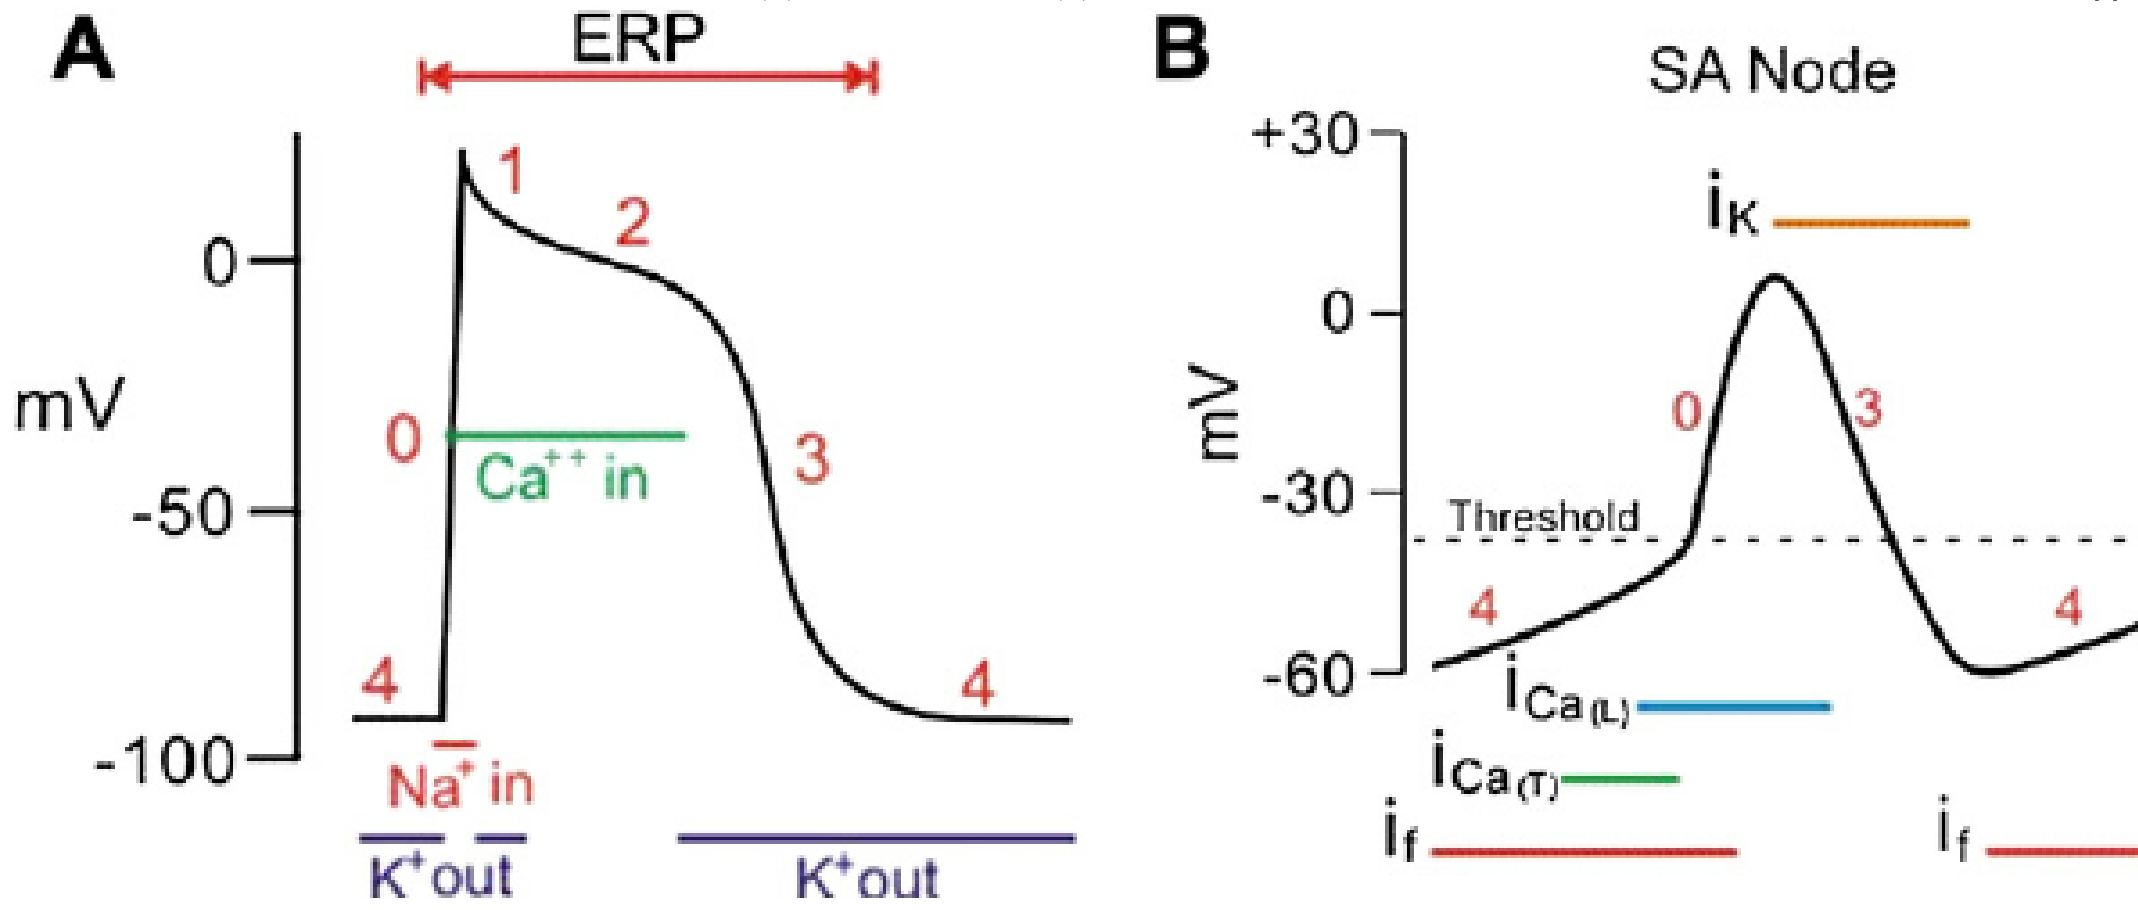 A
ERP
1
2
0
mV
0
Ca++ in
3
-50
4
4
-100
Na+ in
K+out
K+out
B
SA Node
+30
iK
0
mV
0
3
-30
Threshold
4
4
-60
iCa(L)
iCa(T)
if
if